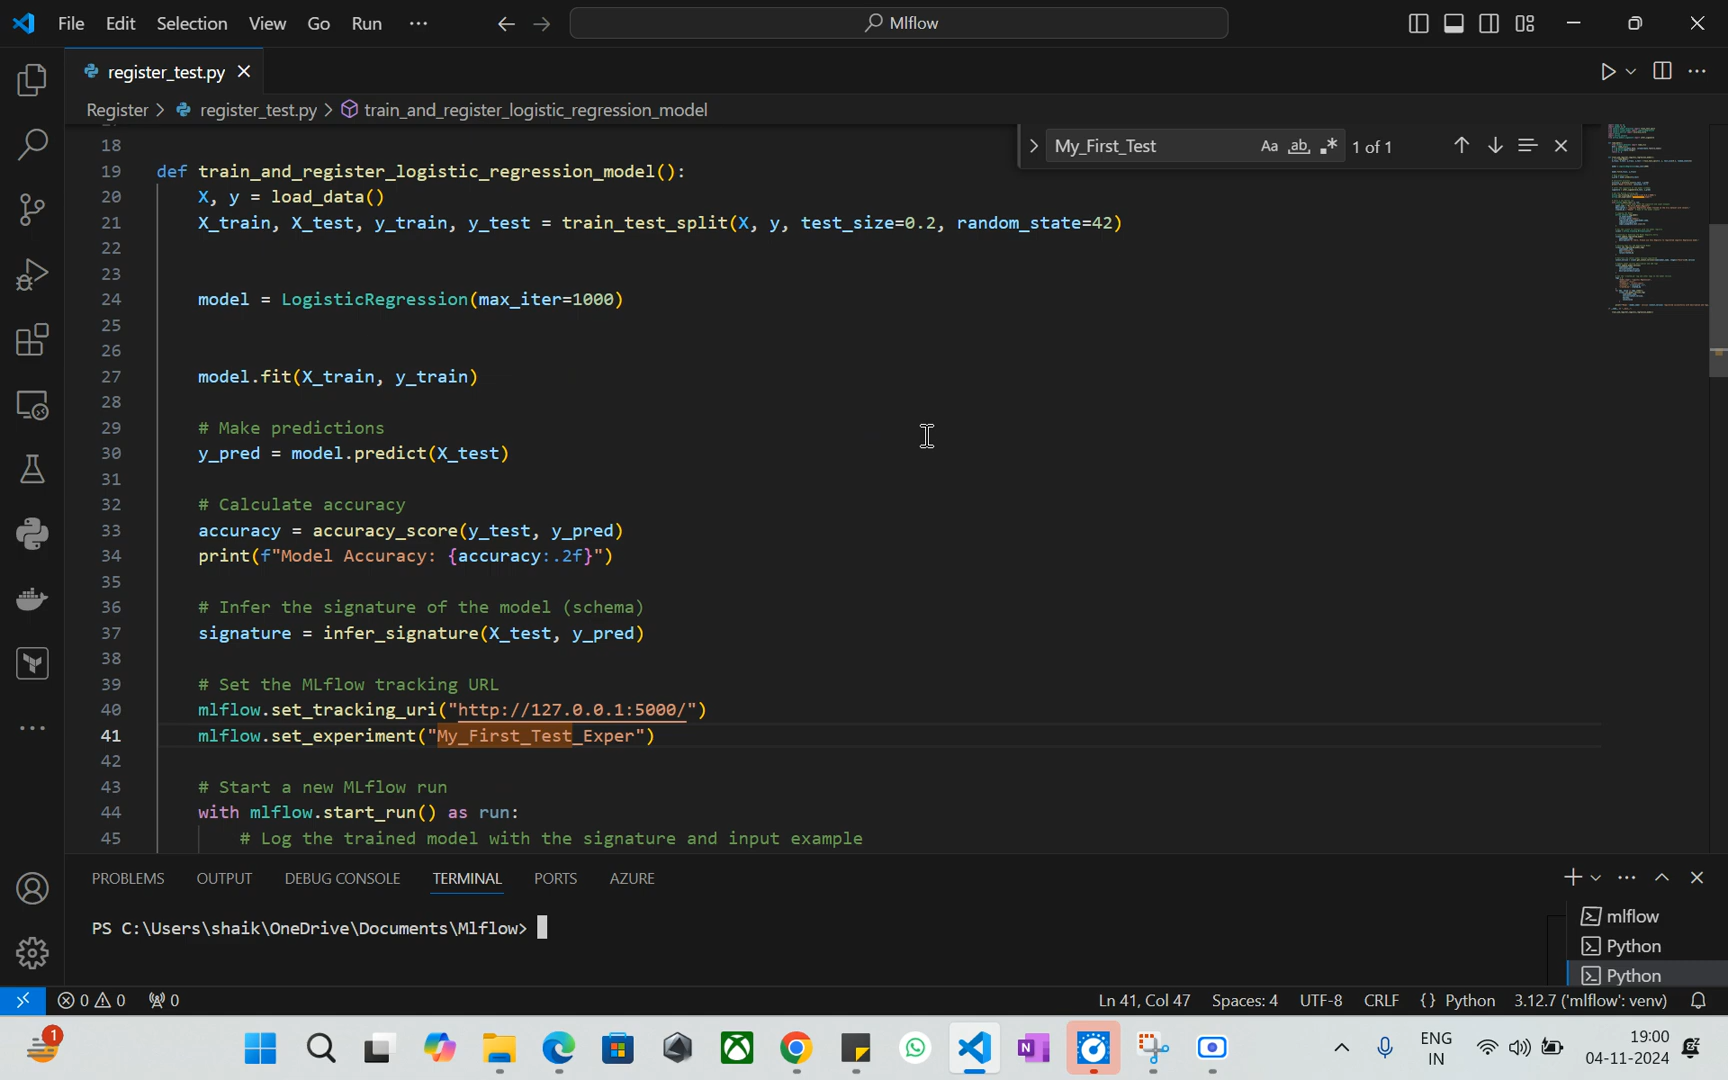 File Edit Selection View Go Run ··· Mlflow
register_test.py
Register > register_test.py > train_and_register_logistic_regression_model
My_First_Test Aa ab 1 of 1
18
19 def train_and_register_logistic_regression_model():
20 X, y = load_data()
21 X_train, X_test, y_train, y_test = train_test_split(X, y, test_size=0.2, random_state=42)
22
23
24 model = LogisticRegression(max_iter=1000)
25
26
27 model.fit(X_train, y_train)
28
29 # Make predictions
30 y_pred = model.predict(X_test)
31
32 # Calculate accuracy
33 accuracy = accuracy_score(y_test, y_pred)
34 print(f"Model Accuracy: {accuracy:.2f}")
35
36 # Infer the signature of the model (schema)
37 signature = infer_signature(X_test, y_pred)
38
39 # Set the MLflow tracking URL
40 mlflow.set_tracking_uri("http://127.0.0.1:5000/")
41 mlflow.set_experiment("My_First_Test_Exper")
42
43 # Start a new MLflow run
44 with mlflow.start_run() as run:
45 # Log the trained model with the signature and input example
PROBLEMS OUTPUT DEBUG CONSOLE TERMINAL PORTS AZURE
PS C:\Users\shaik\OneDrive\Documents\Mlflow>
mlflow
Python
Python
0 0 0 Ln 41, Col 47 Spaces: 4 UTF-8 CRLF {} Python 3.12.7 ('mlflow': venv)
1 ENG 19:00
IN 04-11-2024